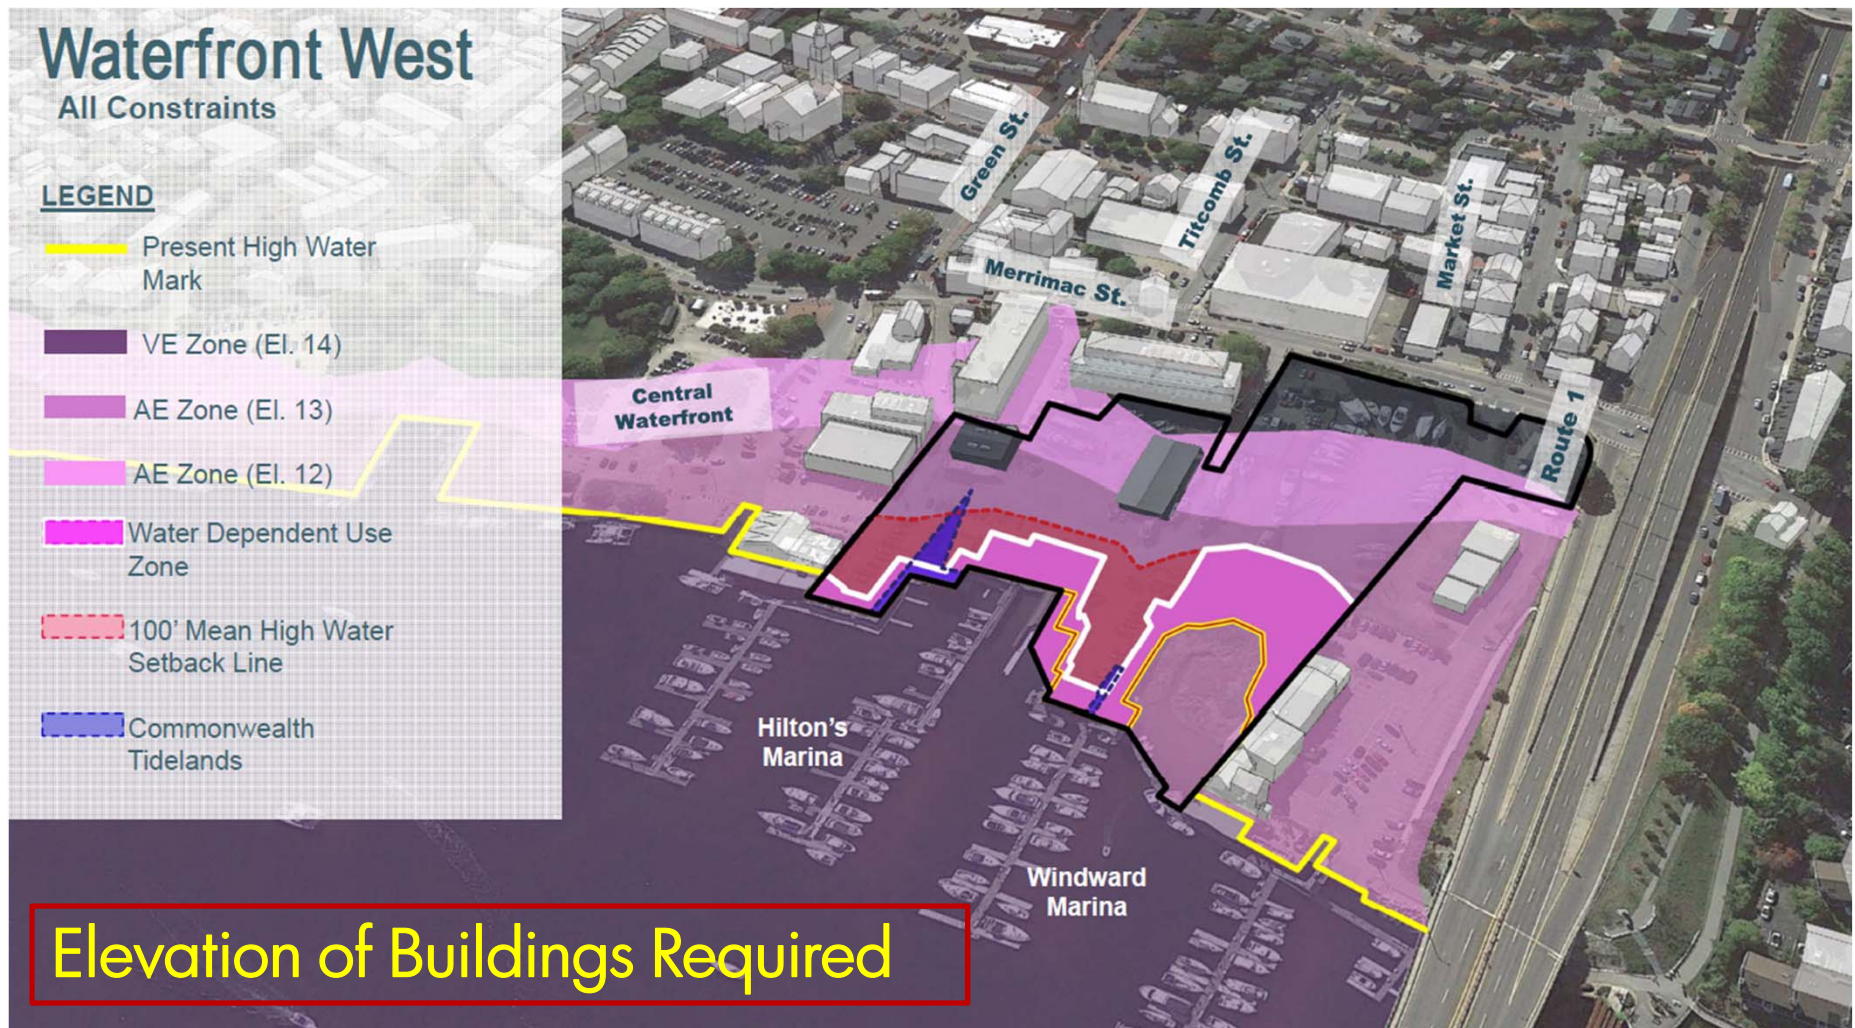 Waterfront West
All Constraints
LEGEND
Present High Water
Mark
VE Zone (El. 14)
AE Zone (El. 13)
AE Zone (El. 12)
Water Dependent Use
Zone
100’ Mean High Water
Setback Line
Commonwealth
Tidelands
Green St.
Titcomb St.
Market St.
Merrimac St.
Route 1
Central
Waterfront
Hilton's
Marina
Windward
Marina
Elevation of Buildings Required